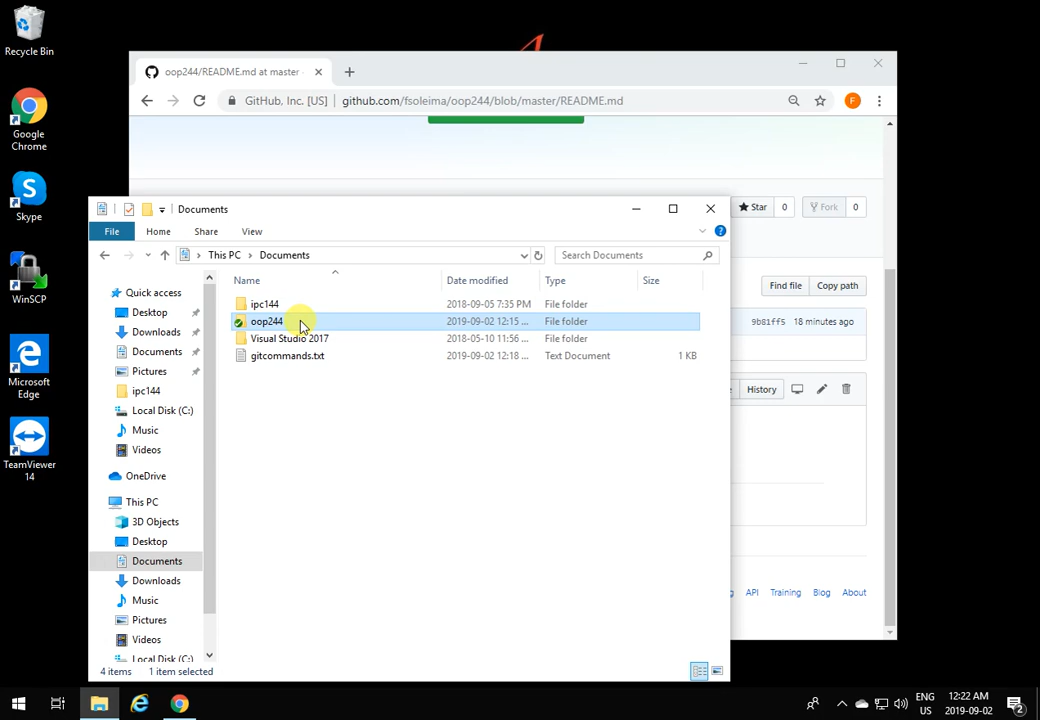 Recycle Bin
Google
Chrome
Skype
WinSCP
Microsoft
Edge
TeamViewer
14
oop244/README.md at master
GitHub, Inc. [US]
github.com/fsoleima/oop244/blob/master/README.md
F
Star
0
Fork
0
Find file
Copy path
9b81ff5
18 minutes ago
History
API
Training
Blog
About
Documents
File
Home
Share
View
This PC
Documents
Search Documents
Name
Date modified
Type
Size
ipc144
2018-09-05 7:35 PM
File folder
oop244
2019-09-02 12:15 ...
File folder
Visual Studio 2017
2018-05-10 11:56 ...
File folder
gitcommands.txt
2019-09-02 12:18 ...
Text Document
1 KB
Quick access
Desktop
Downloads
Documents
Pictures
ipc144
Local Disk (C:)
Music
Videos
OneDrive
This PC
3D Objects
Desktop
Documents
Downloads
Music
Pictures
Videos
Local Disk (C:)
4 items
1 item selected
ENG
US
12:22 AM
2019-09-02
2